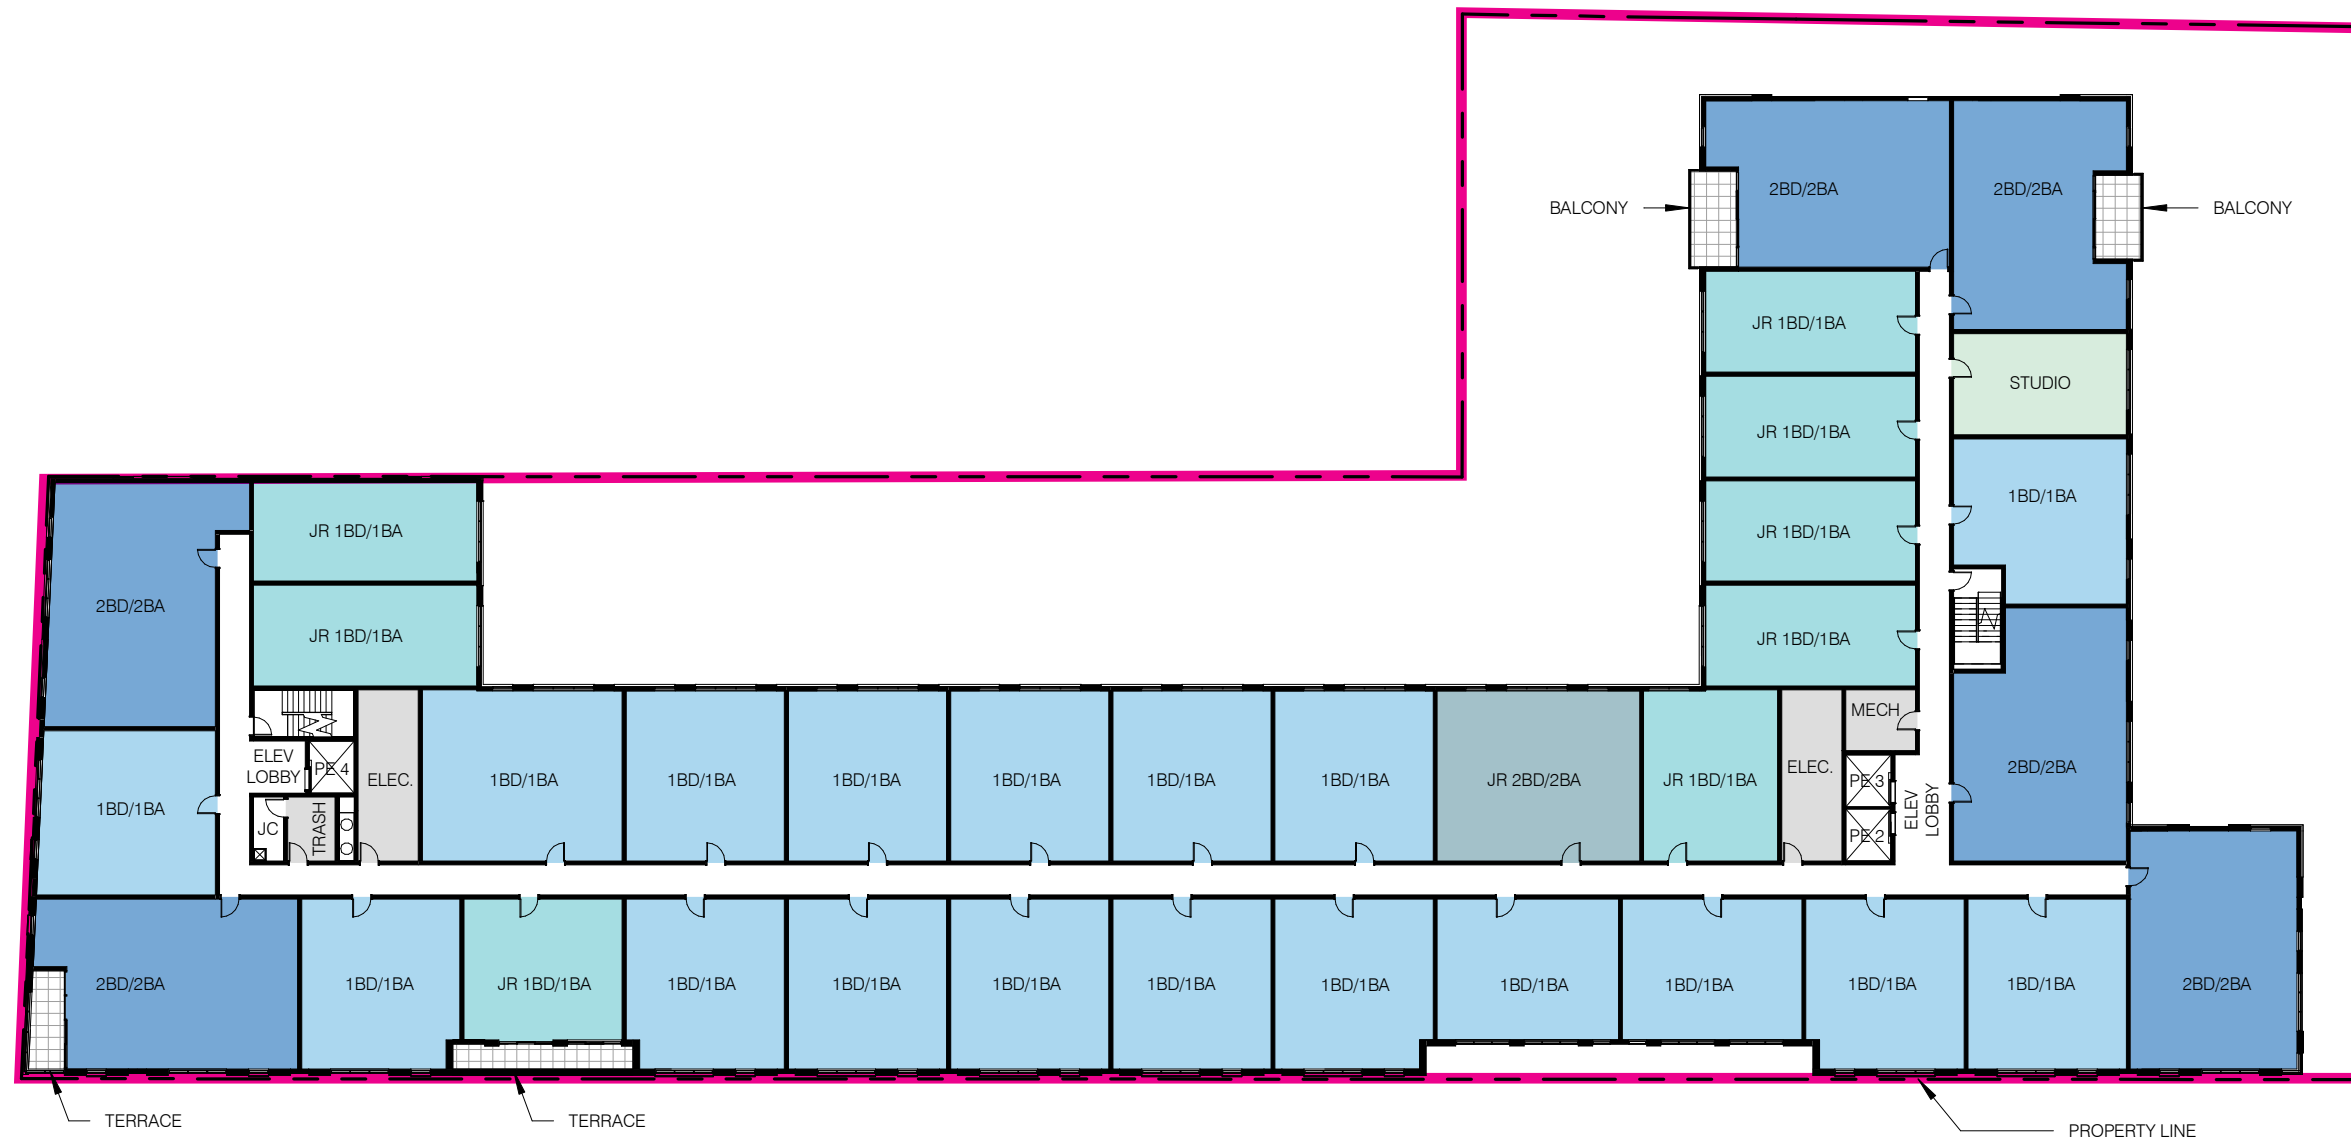 2BD/2BA
2BD/2BA
BALCONY
BALCONY
JR 1BD/1BA
STUDIO
JR 1BD/1BA
1BD/1BA
JR 1BD/1BA
JR 1BD/1BA
2BD/2BA
JR 1BD/1BA
JR 1BD/1BA
MECH
ELEV
LOBBY
PE 4
ELEC.
1BD/1BA
1BD/1BA
1BD/1BA
1BD/1BA
1BD/1BA
1BD/1BA
JR 2BD/2BA
JR 1BD/1BA
ELEC.
PE 3
2BD/2BA
1BD/1BA
JC
TRASH
PE 2
ELEV
LOBBY
2BD/2BA
1BD/1BA
JR 1BD/1BA
1BD/1BA
1BD/1BA
1BD/1BA
1BD/1BA
1BD/1BA
1BD/1BA
1BD/1BA
1BD/1BA
1BD/1BA
2BD/2BA
TERRACE
TERRACE
PROPERTY LINE